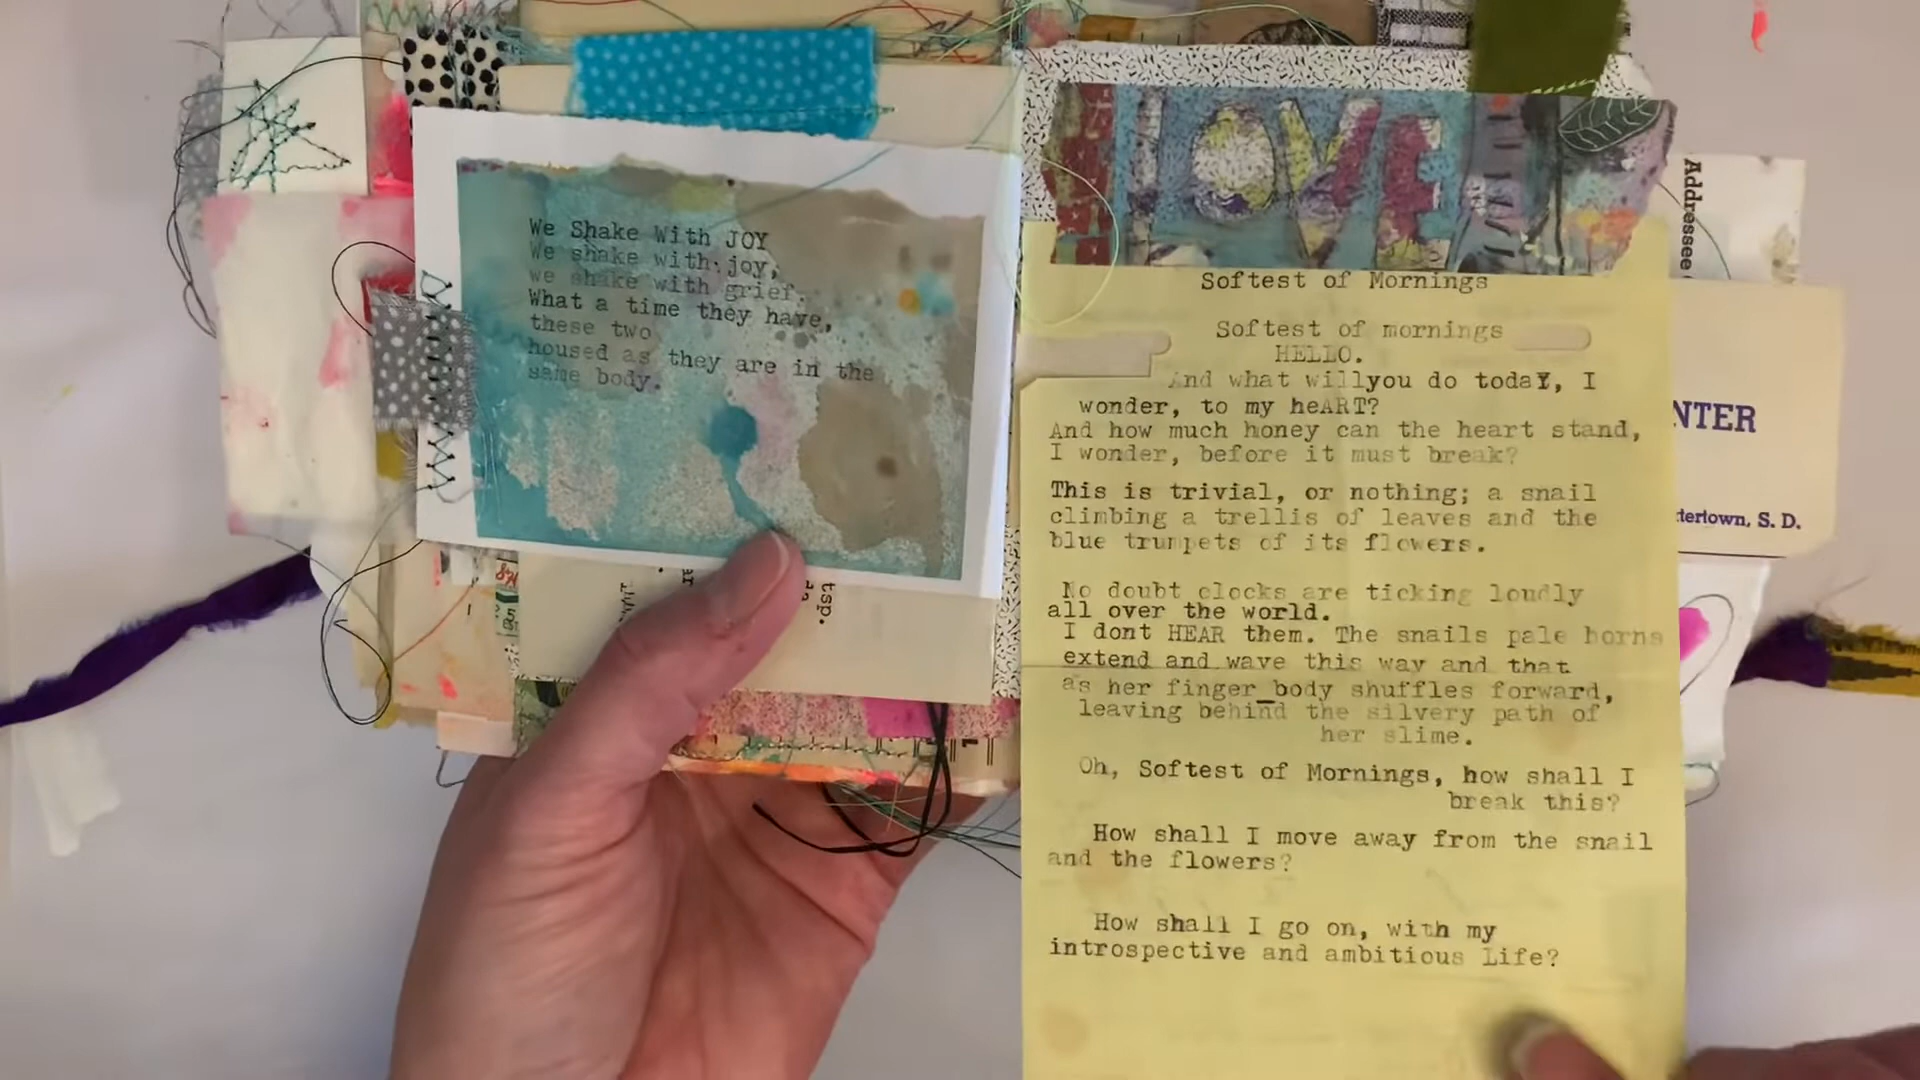 We Shake With JOY
We shake with joy,
we shake with grief.
What a time they have,
these two
housed as they are in the
same body.
tsp.
LOVE
Softest of Mornings
Softest of mornings
HELLO.
And what willyou do todaY, I
wonder, to my heART?
And how much honey can the heart stand,
I wonder, before it must break?
This is trivial, or nothing; a snail
climbing a trellis of leaves and the
blue trumpets of its flowers.
No doubt clocks are ticking loudly
all over the world.
I dont HEAR them. The snails pale horns
extend and wave this way and that
as her finger_body shuffles forward,
leaving behind the silvery path of
her slime.
Oh, Softest of Mornings, how shall I
break this?
How shall I move away from the snail
and the flowers?
How shall I go on, with my
introspective and ambitious Life?
Addressee
NTER
tertown, S. D.